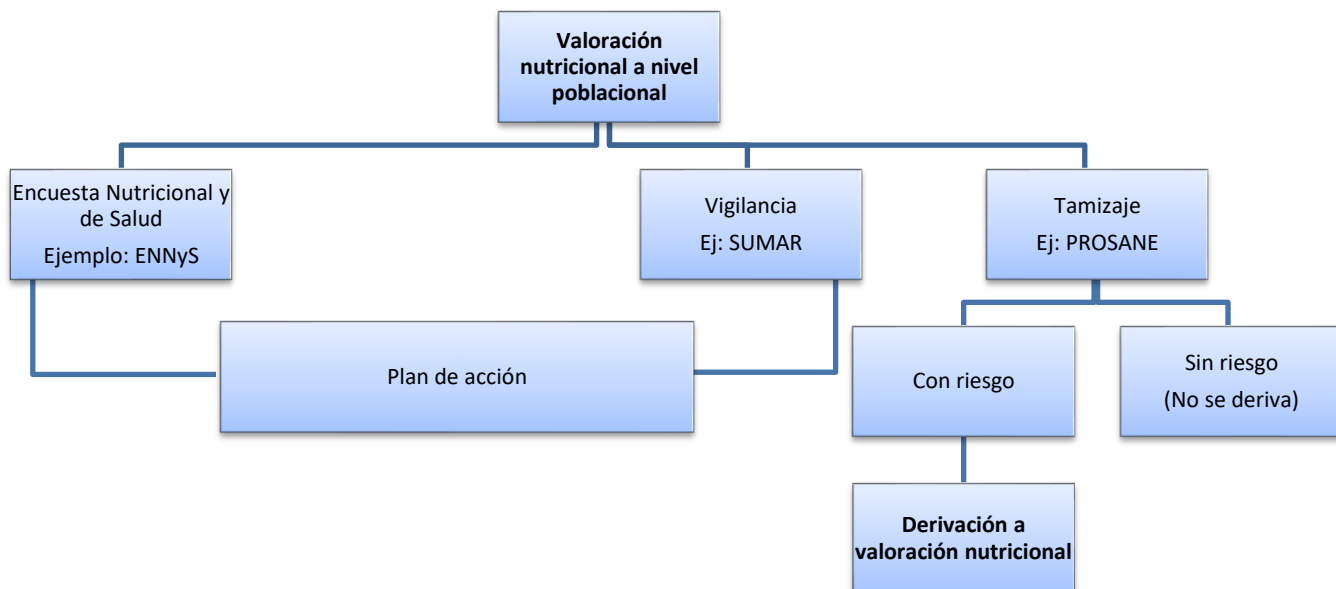 Valoración
nutricional a nivel
poblacional
Encuesta Nutricional y
de Salud
Ejemplo: ENNyS
Vigilancia
Ej: SUMAR
Tamizaje
Ej: PROSANE
Plan de acción
Con riesgo
Sin riesgo
(No se deriva)
Derivación a
valoración nutricional